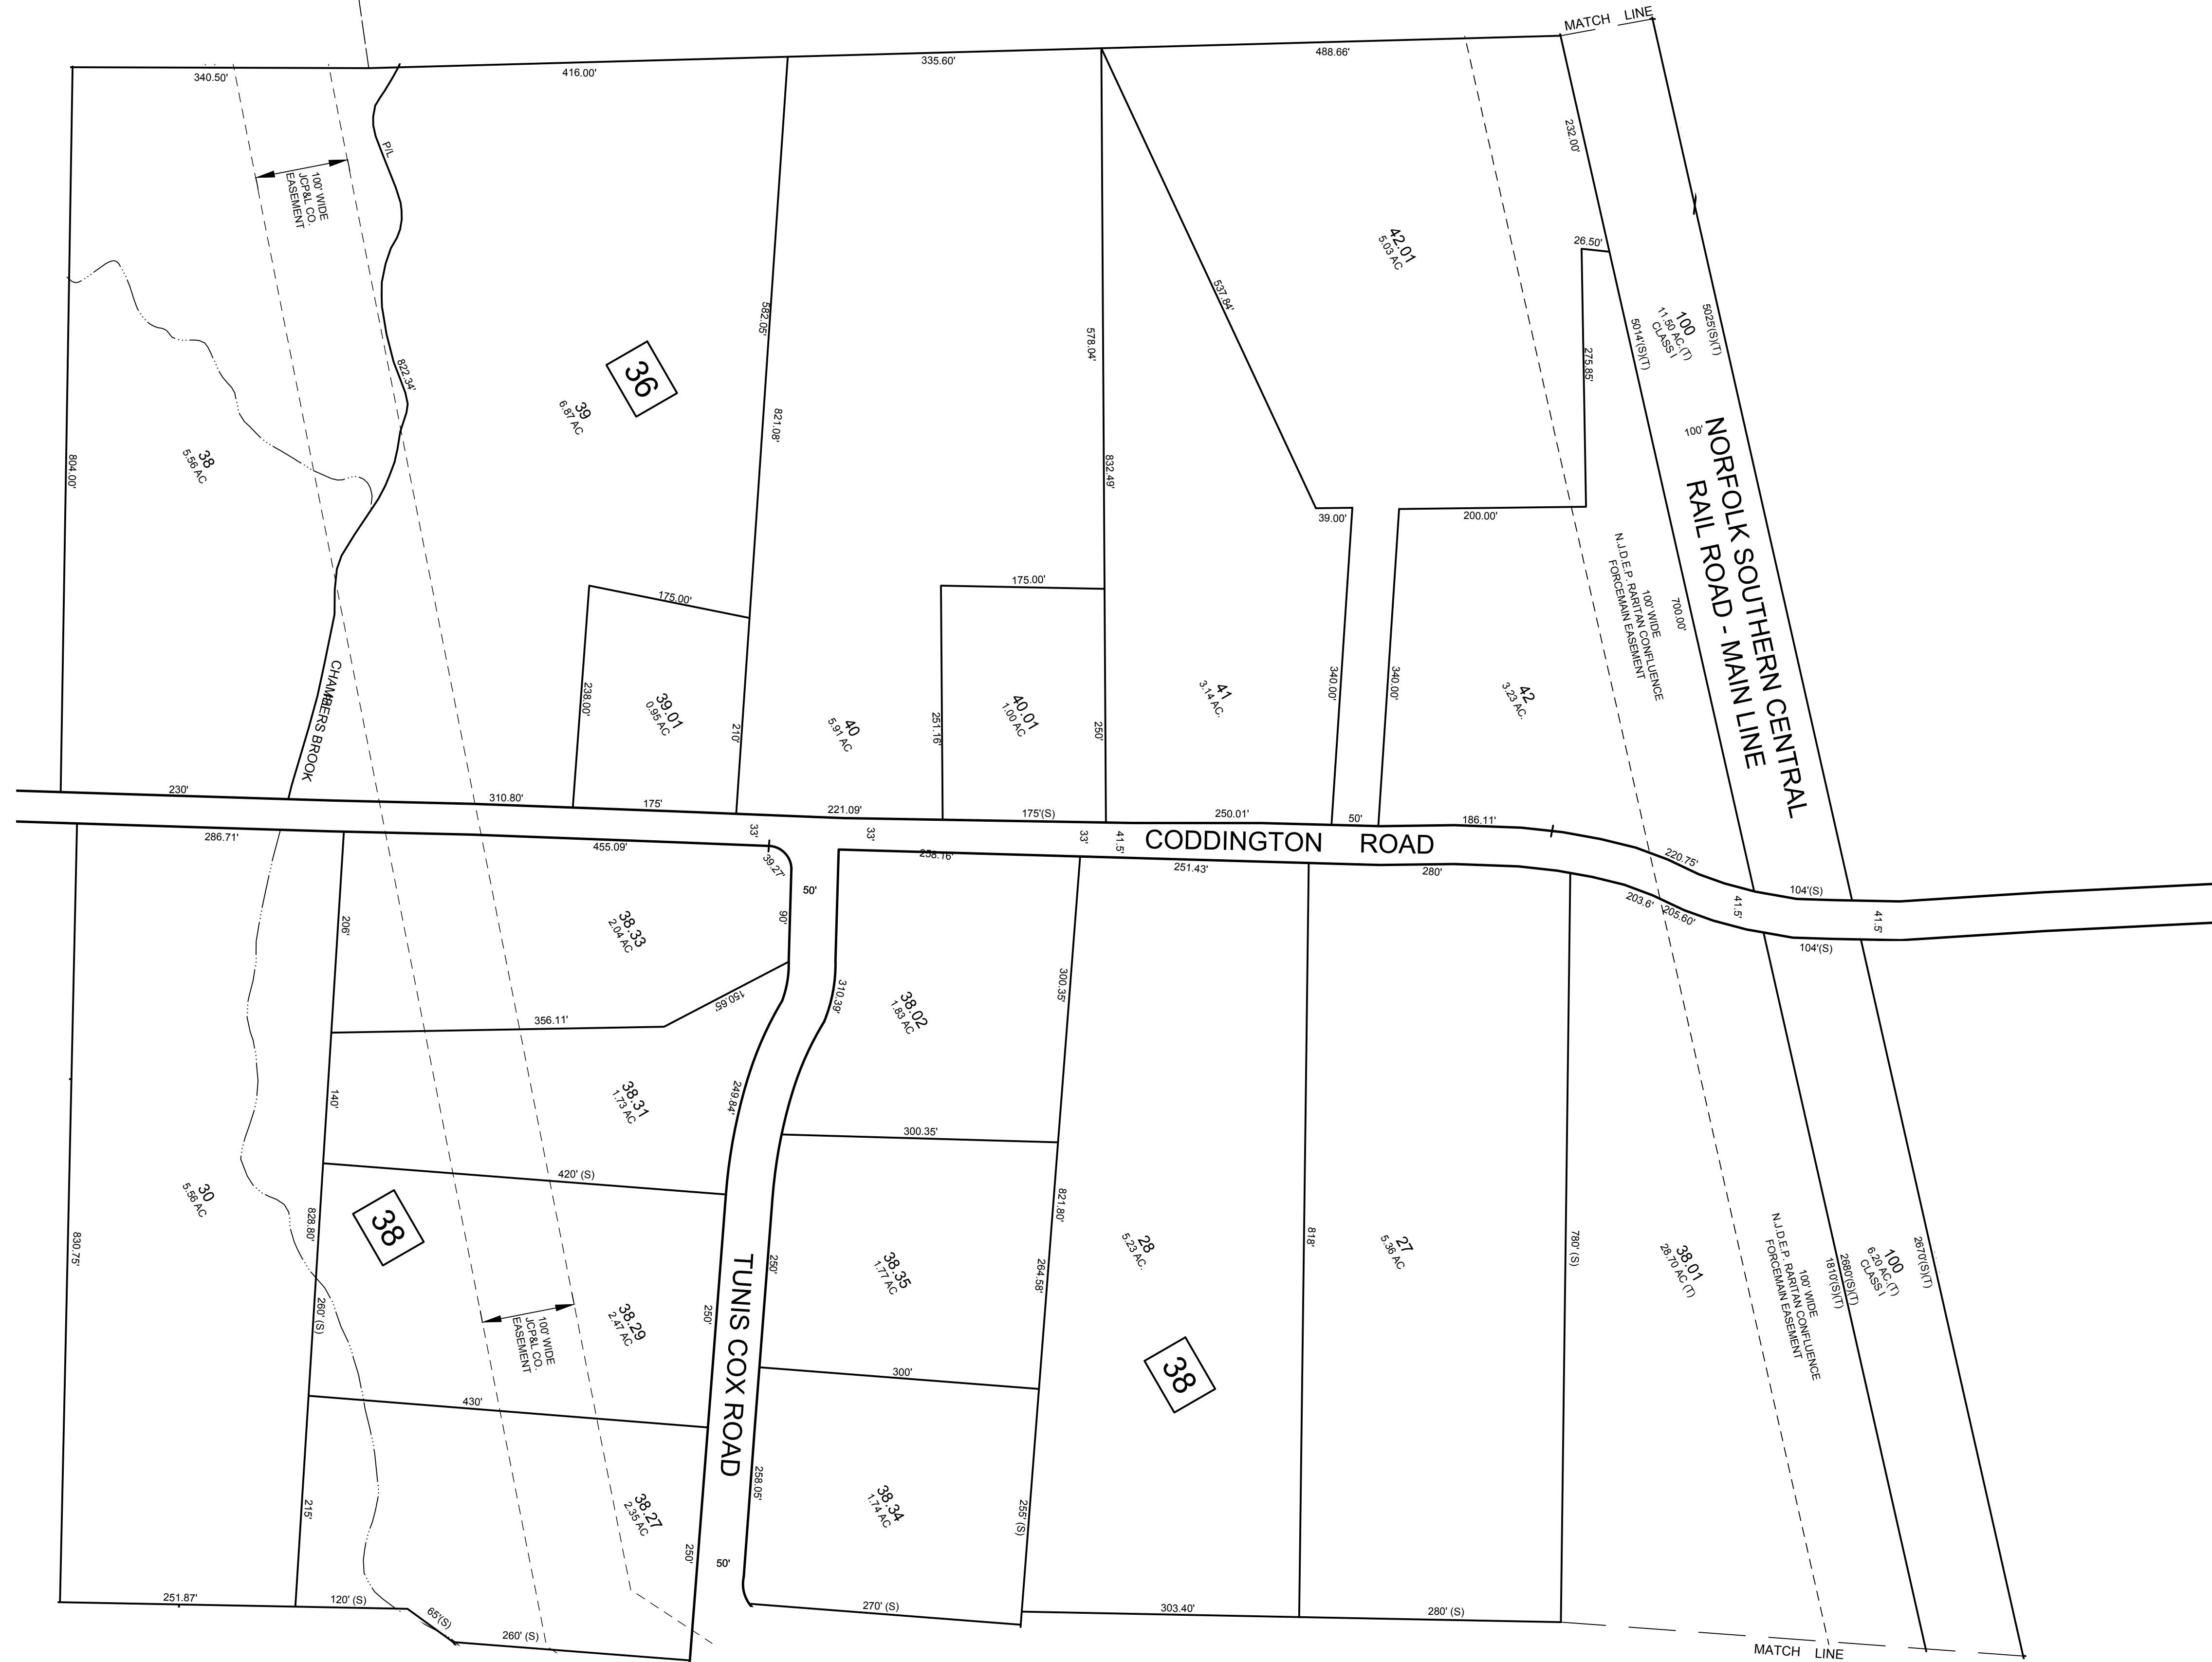 MATCH LINE
340.50'
416.00'
335.60'
488.66'
232.00'
P/L
100' WIDE
JCP&L CO.
EASEMENT
42.01
5.03 AC
26.50'
537.84'
582.05'
578.04'
275.85'
5014'(S)(T)
100
11.50 AC.(T)
CLASS I
5025'(S)(T)
822.34'
36
39
6.87 AC
821.08'
832.49'
100'
NORFOLK SOUTHERN CENTRAL
RAIL ROAD - MAIN LINE
38
5.56 AC
804.00'
39.00'
200.00'
100' WIDE
N.J.D.E.P. RARITAN CONFLUENCE
FORCEMAIN EASEMENT
700.00'
175.00'
175.00'
CHAMBERS BROOK
238.00'
39.01
0.95 AC
210'
40
5.91 AC
251.16'
40.01
1.00 AC
250'
41
3.14 AC.
340.00'
340.00'
42
3.23 AC.
230'
310.80'
175'
221.09'
175'(S)
250.01'
50'
186.11'
220.75'
104'(S)
286.71'
455.09'
33'
39.27'
33'
258.16'
33'
41.5'
CODDINGTON ROAD
251.43'
280'
203.6'
205.60'
41.5'
104'(S)
41.5'
50'
90'
206'
38.33
2.04 AC
150.65'
310.39'
38.02
1.83 AC
300.35'
356.11'
140'
38.31
1.73 AC
249.84'
300.35'
420' (S)
30
5.56 AC
828.80'
38
830.75'
821.80'
250'
38.35
1.77 AC
264.58'
28
5.23 AC.
818'
27
5.36 AC.
780' (S)
38.01
28.70 AC (T)
100' WIDE
N.J.D.E.P. RARITAN CONFLUENCE
FORCEMAIN EASEMENT
1810'(S)(T)
2680'(S)(T)
100
6.20 AC.(T)
CLASS I
2670'(S)(T)
260' (S)
100' WIDE
JCP&L CO.
EASEMENT
38.29
2.47 AC
250'
TUNIS COX ROAD
300'
38
430'
215'
38.27
2.35 AC
250'
258.05'
38.34
1.74 AC
255' (S)
50'
251.87'
120' (S)
65'(S)
260' (S)
270' (S)
303.40'
280' (S)
MATCH LINE